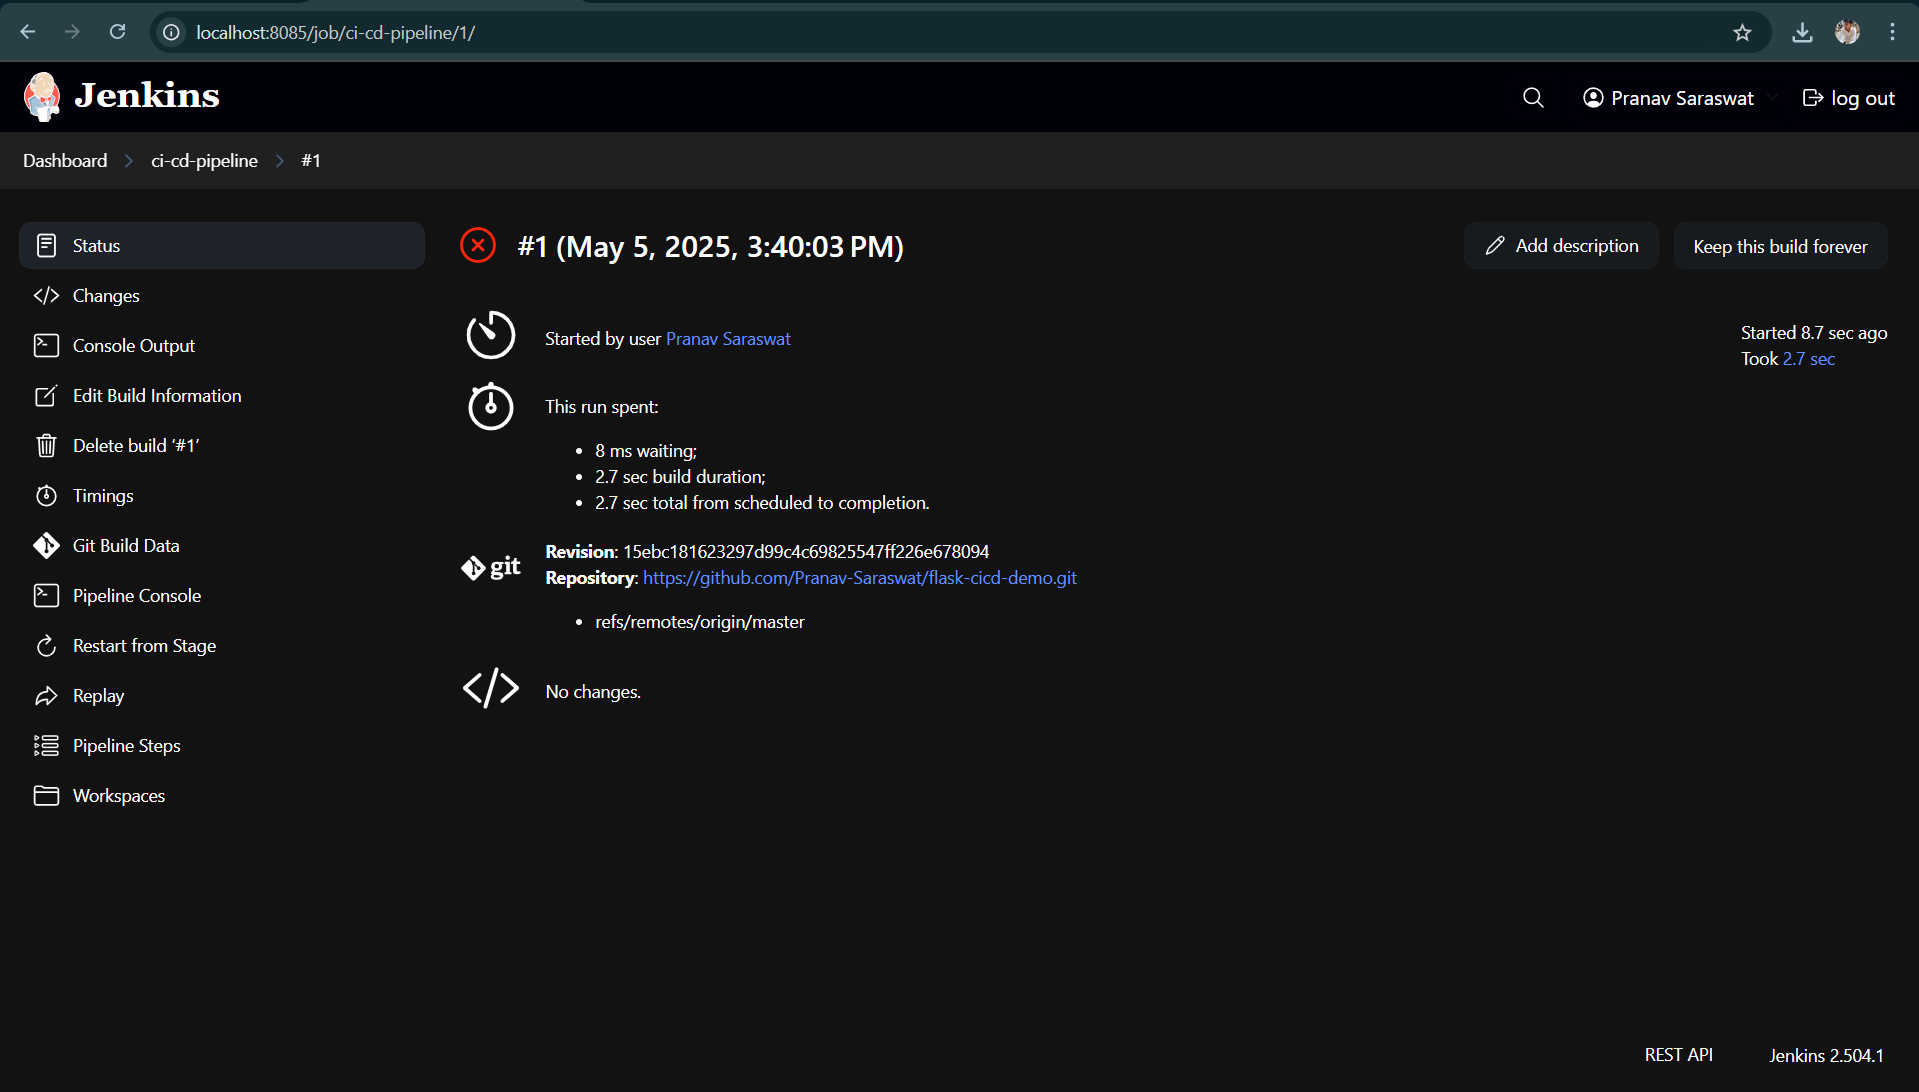 localhost:8085/job/ci-cd-pipeline/1/
Jenkins
Pranav Saraswat
log out
Dashboard
ci-cd-pipeline
#1
Status
Changes
Console Output
Edit Build Information
Delete build ‘#1’
Timings
Git Build Data
Pipeline Console
Restart from Stage
Replay
Pipeline Steps
Workspaces
#1 (May 5, 2025, 3:40:03 PM)
Add description
Keep this build forever
Started by user Pranav Saraswat
Started 8.7 sec ago
Took 2.7 sec
This run spent:
• 8 ms waiting;
• 2.7 sec build duration;
• 2.7 sec total from scheduled to completion.
git
Revision: 15ebc181623297d99c4c69825547ff226e678094
Repository: https://github.com/Pranav-Saraswat/flask-cicd-demo.git
• refs/remotes/origin/master
No changes.
REST API
Jenkins 2.504.1